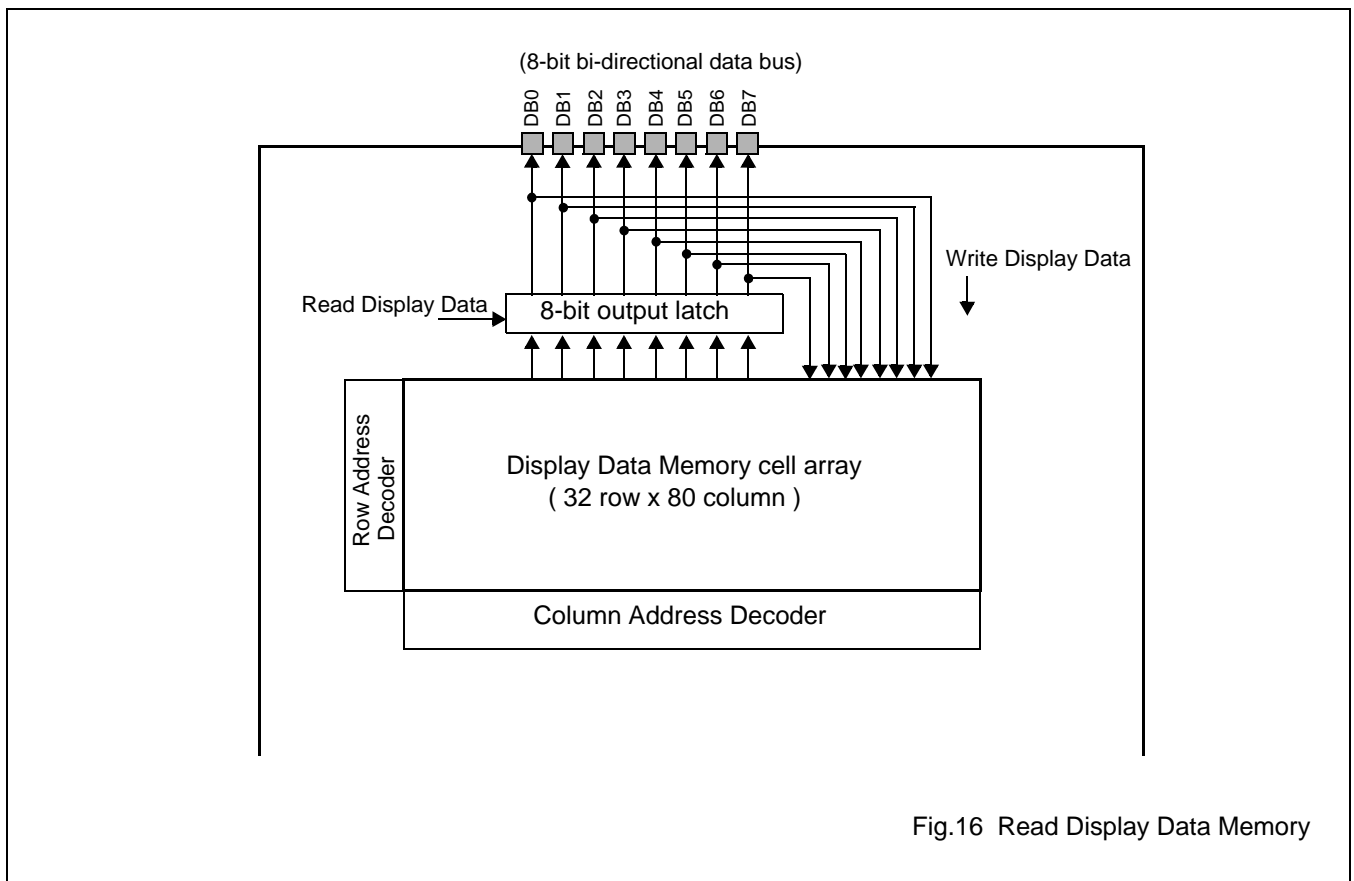 (8-bit bi-directional data bus)
DB0
DB1
DB2
DB3
DB4
DB5
DB6
DB7
Write Display Data
Read Display Data
8-bit output latch
Row Address
Decoder
Display Data Memory cell array
( 32 row x 80 column )
Column Address Decoder
Fig.16 Read Display Data Memory